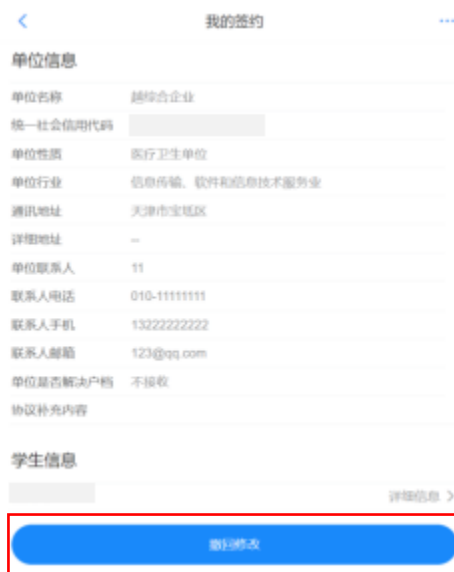 我的签约
单位信息
单位名称 越综合企业
统一社会信用代码
单位性质 医疗卫生单位
单位行业 信息传输、软件和信息技术服务业
通讯地址 天津市宝坻区
详细地址 --
单位联系人 11
联系人电话 010-11111111
联系人手机 13222222222
联系人邮箱 123@qq.com
单位是否解决户档 不接收
协议补充内容
学生信息
详细信息 >
撤回修改